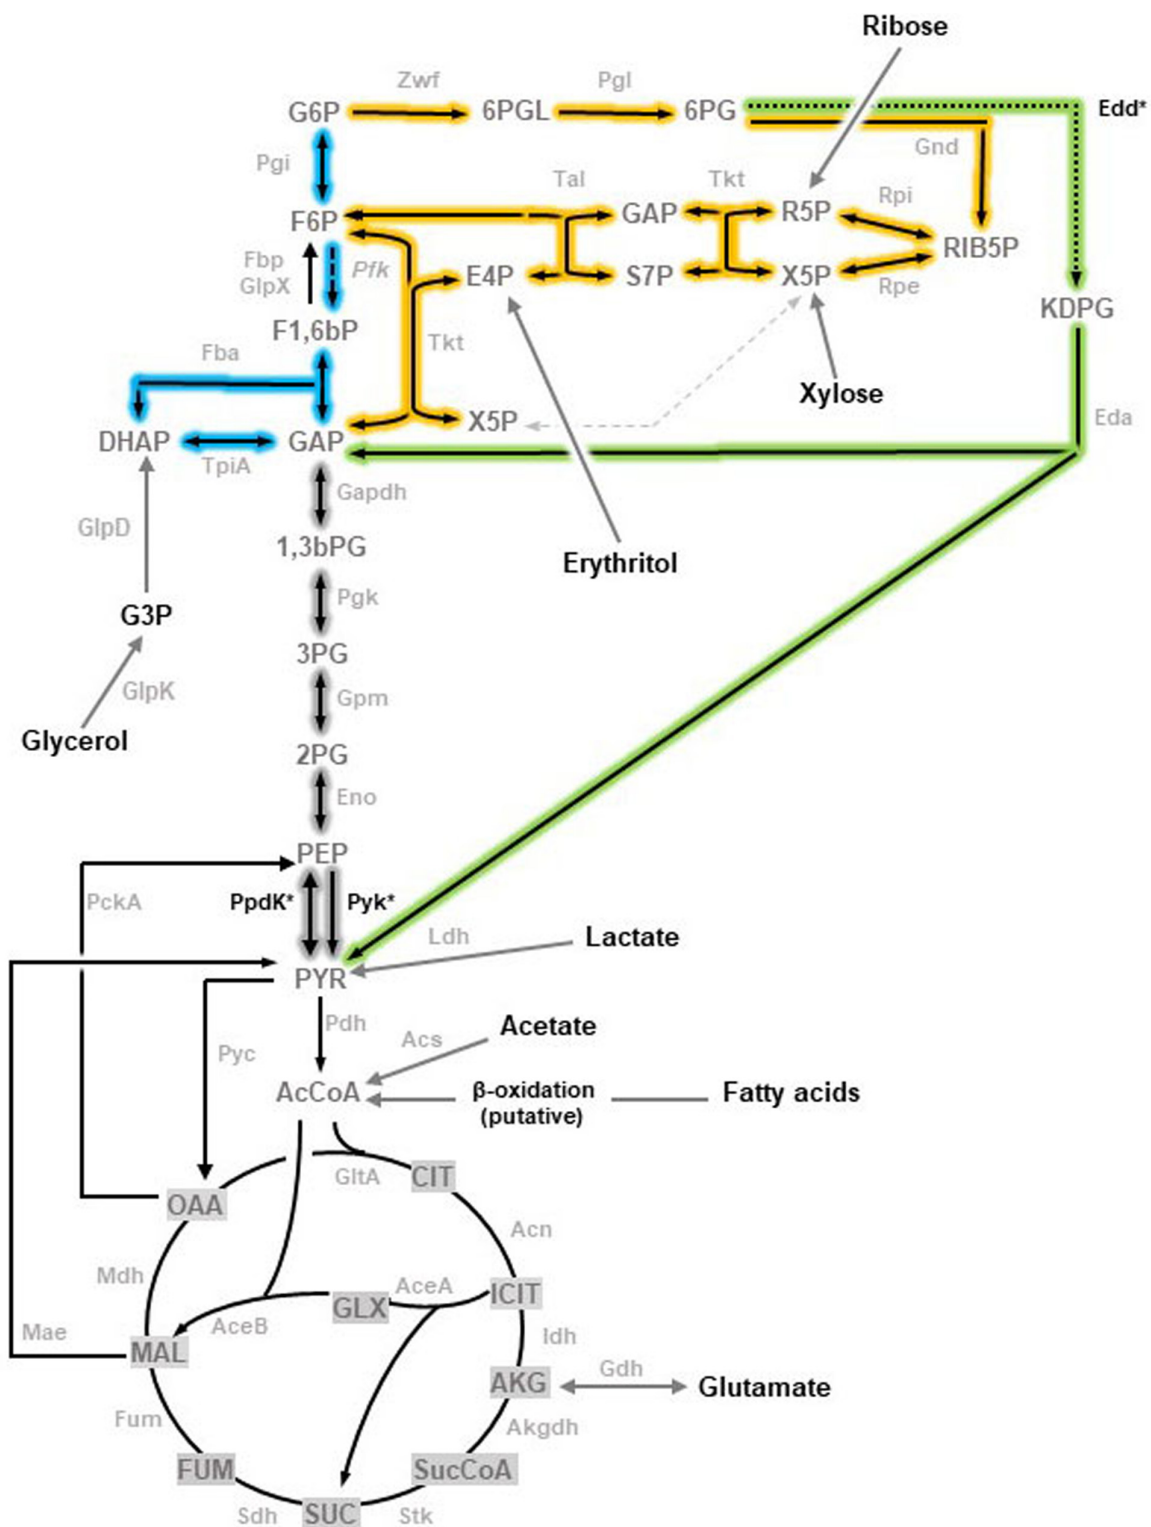 Ribose
Zwf
Pgl
G6P
6PGL
6PG
Edd*
Gnd
Pgi
Tal
Tkt
Rpi
F6P
GAP
R5P
RIB5P
Fbp
GlpX
Pfk
E4P
S7P
X5P
Rpe
KDPG
F1,6bP
Fba
Tkt
Xylose
X5P
Eda
DHAP
GAP
TpiA
Gapdh
GlpD
1,3bPG
Erythritol
Pgk
G3P
3PG
GlpK
Gpm
Glycerol
2PG
Eno
PEP
PckA
PpdK*
Pyk*
Ldh
Lactate
PYR
Pdh
Acs
Acetate
Pyc
AcCoA
β-oxidation
(putative)
Fatty acids
GltA
CIT
OAA
Acn
Mdh
AceA
ICIT
GLX
AceB
Mae
Idh
MAL
Gdh
AKG
Glutamate
Fum
Akgdh
FUM
SucCoA
Sdh
SUC
Stk